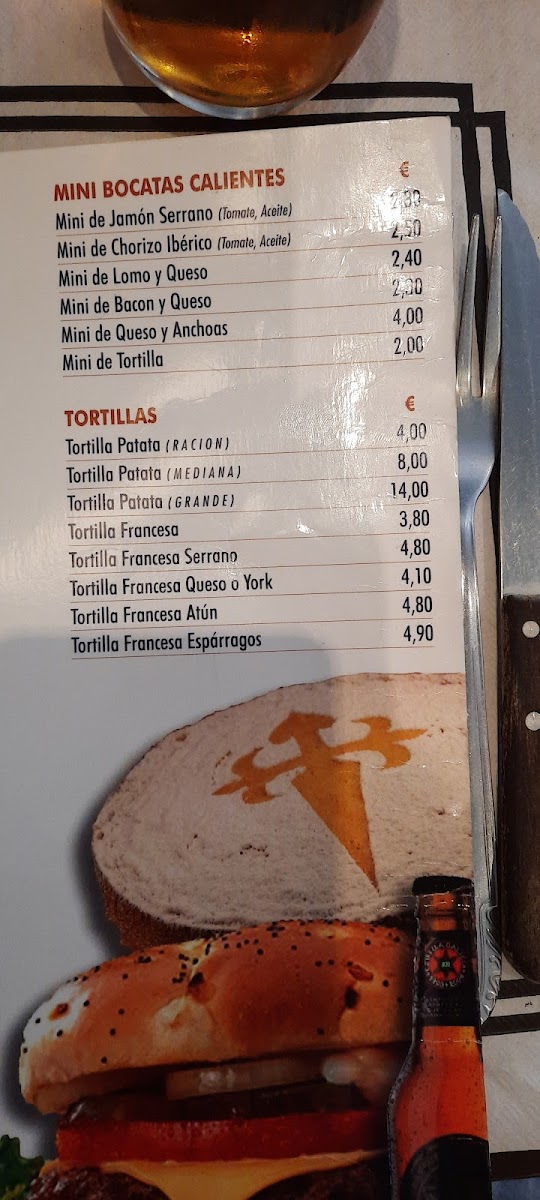 MINI BOCATAS CALIENTES €
Mini de Jamón Serrano (Tomate, Aceite)
Mini de Chorizo Ibérico (Tomate, Aceite) 2,50
Mini de Lomo y Queso 2,40
Mini de Bacon y Queso
Mini de Queso y Anchoas 4,00
Mini de Tortilla 2,00
TORTILLAS €
Tortilla Patata (RACION) 4,00
Tortilla Patata (MEDIANA) 8,00
Tortilla Patata (GRANDE) 14,00
Tortilla Francesa 3,80
Tortilla Francesa Serrano 4,80
Tortilla Francesa Queso o York 4,10
Tortilla Francesa Atún 4,80
Tortilla Francesa Espárragos 4,90